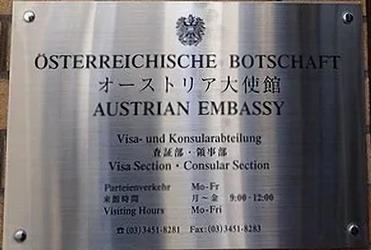 ÖSTERREICHISCHE BOTSCHAFT
オーストリア大使館
AUSTRIAN EMBASSY
Visa- und Konsularabteilung
査証部・領事部
Visa Section・Consular Section
Parteienverkehr Mo-Fr
来館時間 月～金 9:00-12:00
Visiting Hours Mo-Fri
☎(03)3451-8281 Fax:(03)3451-8283